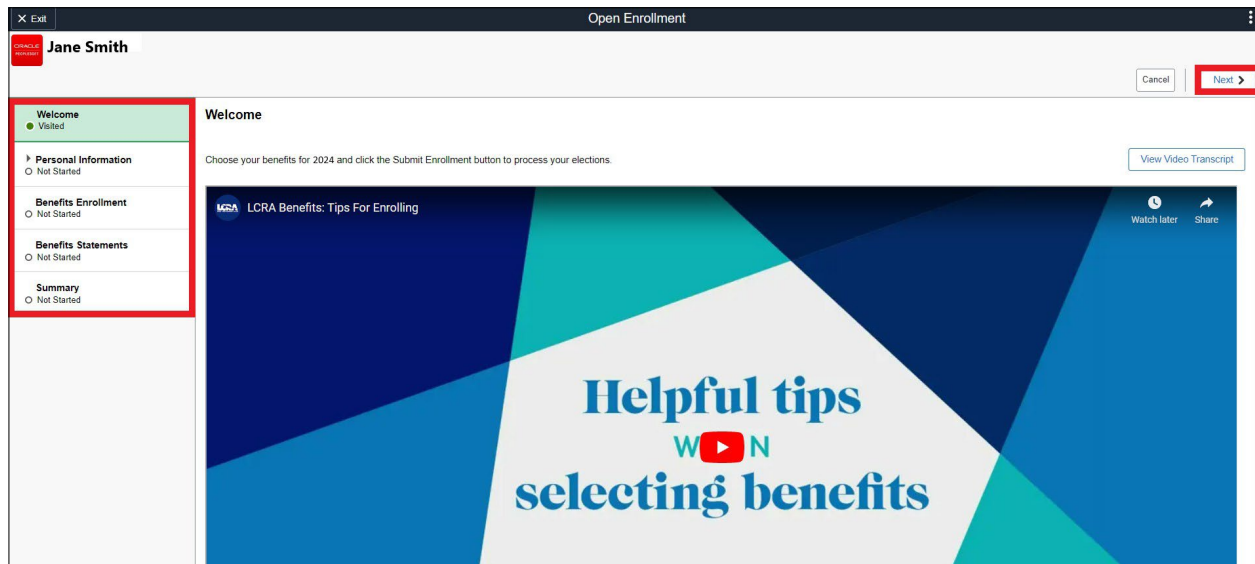 Exit
Open Enrollment
ORACLE
PEOPLESOFT
Jane Smith
Cancel
Next
Welcome
Visited
Personal Information
Not Started
Benefits Enrollment
Not Started
Benefits Statements
Not Started
Summary
Not Started
Welcome
Choose your benefits for 2024 and click the Submit Enrollment button to process your elections.
View Video Transcript
LCRA
LCRA Benefits: Tips For Enrolling
Watch later
Share
Helpful tips
selecting benefits